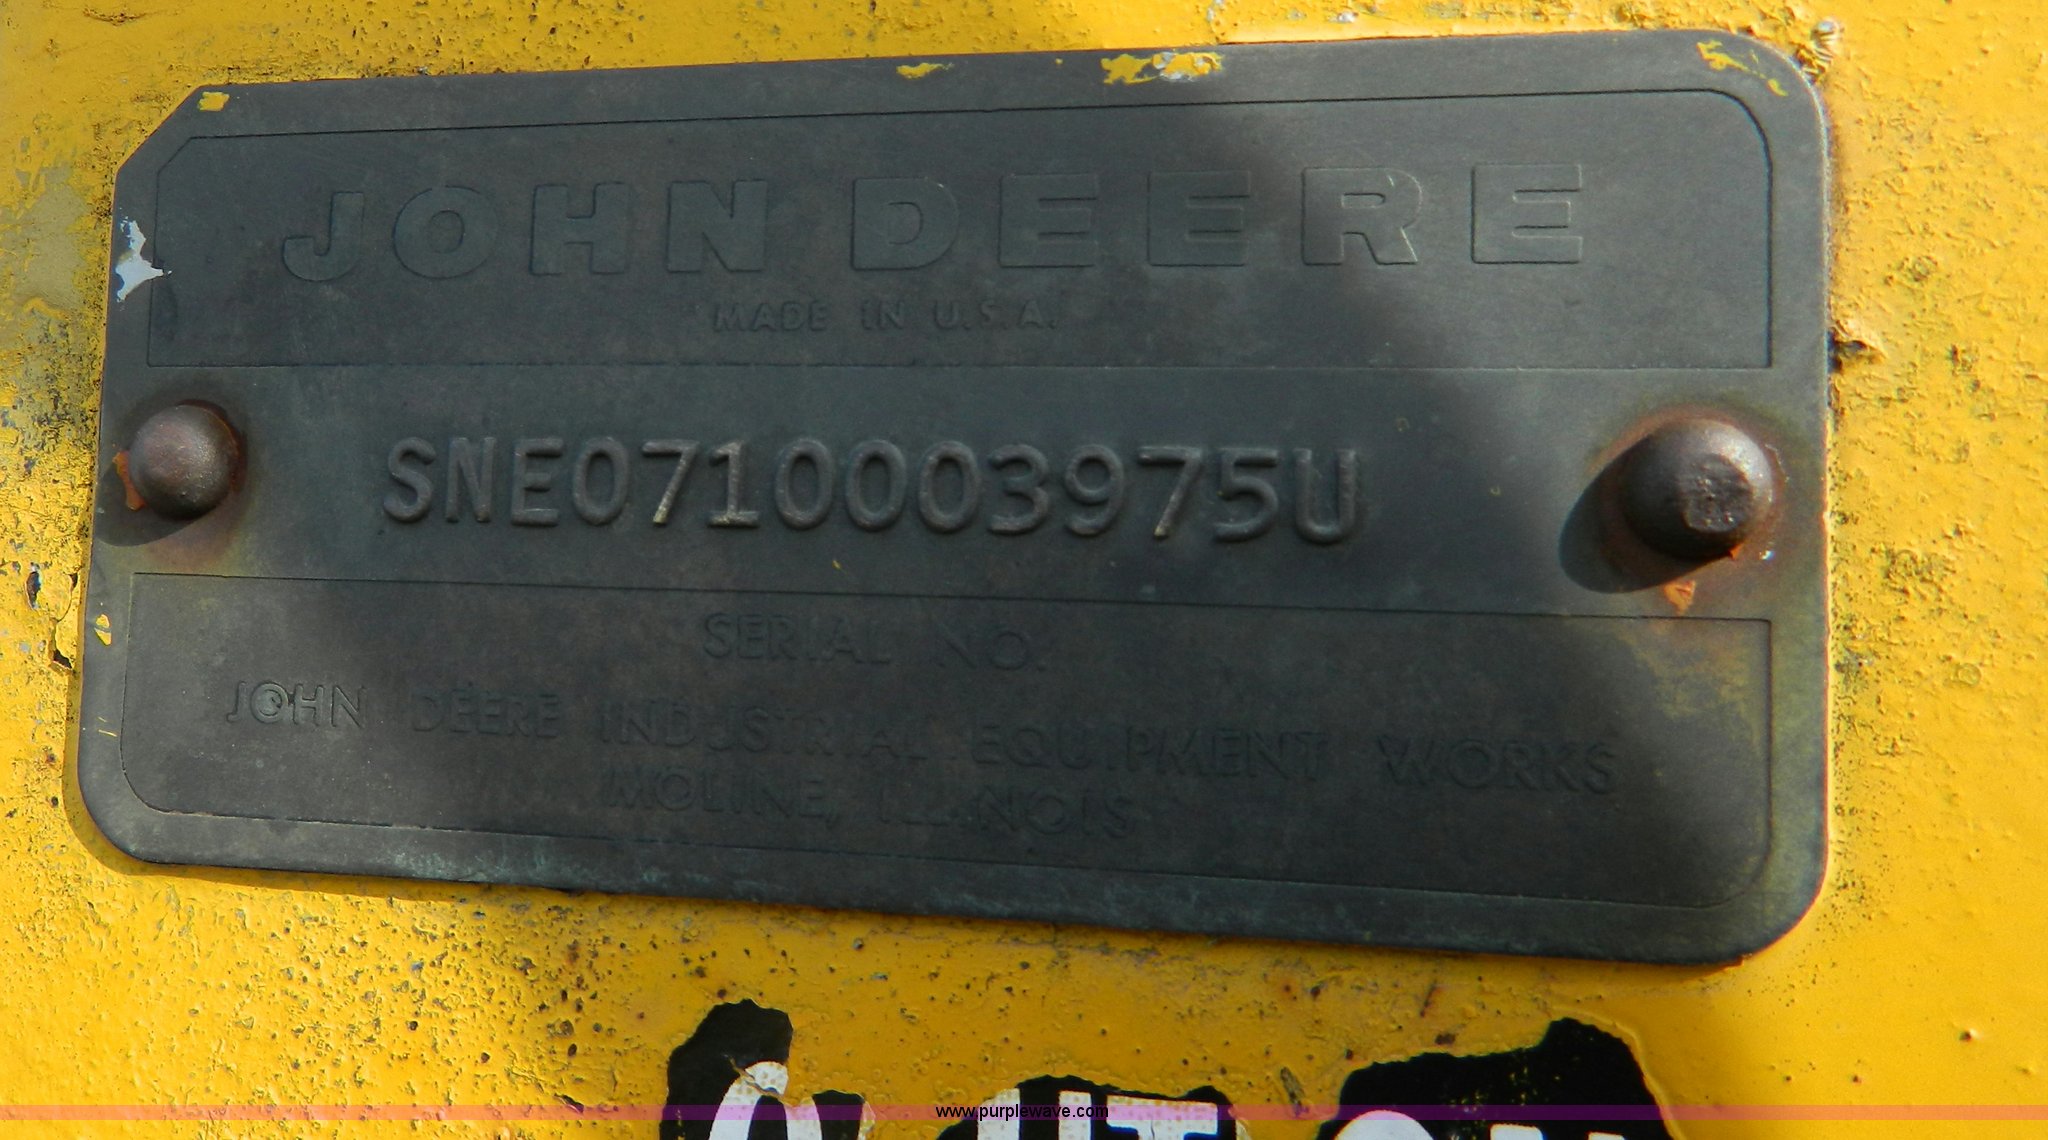 JOHN DEERE
MADE IN U.S.A.
SNE07100003975U
SERIAL NO.
JOHN DEERE INDUSTRIAL EQUIPMENT WORKS
MOLINE, ILLINOIS
www.purplewave.com